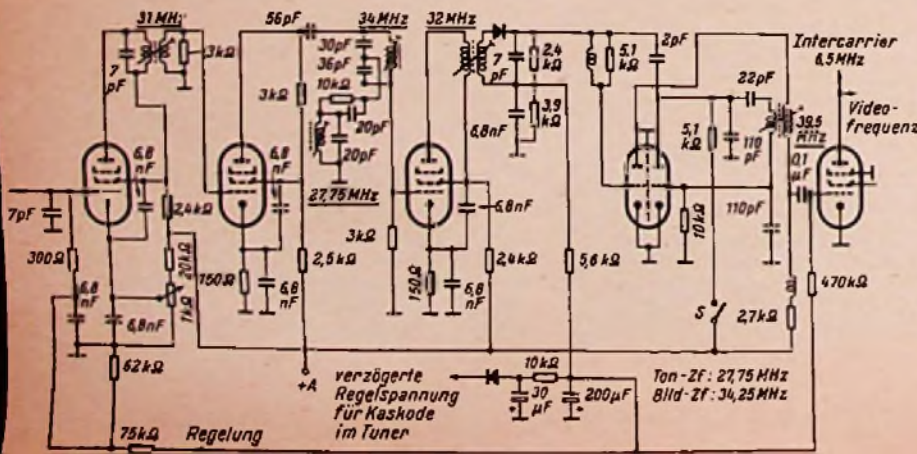 31 MHz
56pF
34 MHz
32 MHz
2pF
Intercarrier
6,5 MHz
Video-
frequenz
7
pF
3kΩ
30pF
36pF
10kΩ
3kΩ
20pF
20pF
27,75 MHz
7
pF
2,4
kΩ
3,9
kΩ
6,8nF
5,1
kΩ
22pF
5,1
kΩ
110
pF
39,5
MHz
0,1
µF
6,8
nF
6,8
nF
6,8nF
10kΩ
110pF
7pF
2,4kΩ
300Ω
20kΩ
150Ω
2,5kΩ
3kΩ
150Ω
2,4kΩ
5,6kΩ
470kΩ
6,8
nF
6,8nF
1kΩ
6,8
nF
6,8
nF
S
2,7kΩ
62kΩ
+A
verzögerte
Regelspannung
für Kaskode
im Tuner
10kΩ
30
µF
200µF
Ton-Zf: 27,75 MHz
Bild-Zf: 34,25MHz
75kΩ
Regelung